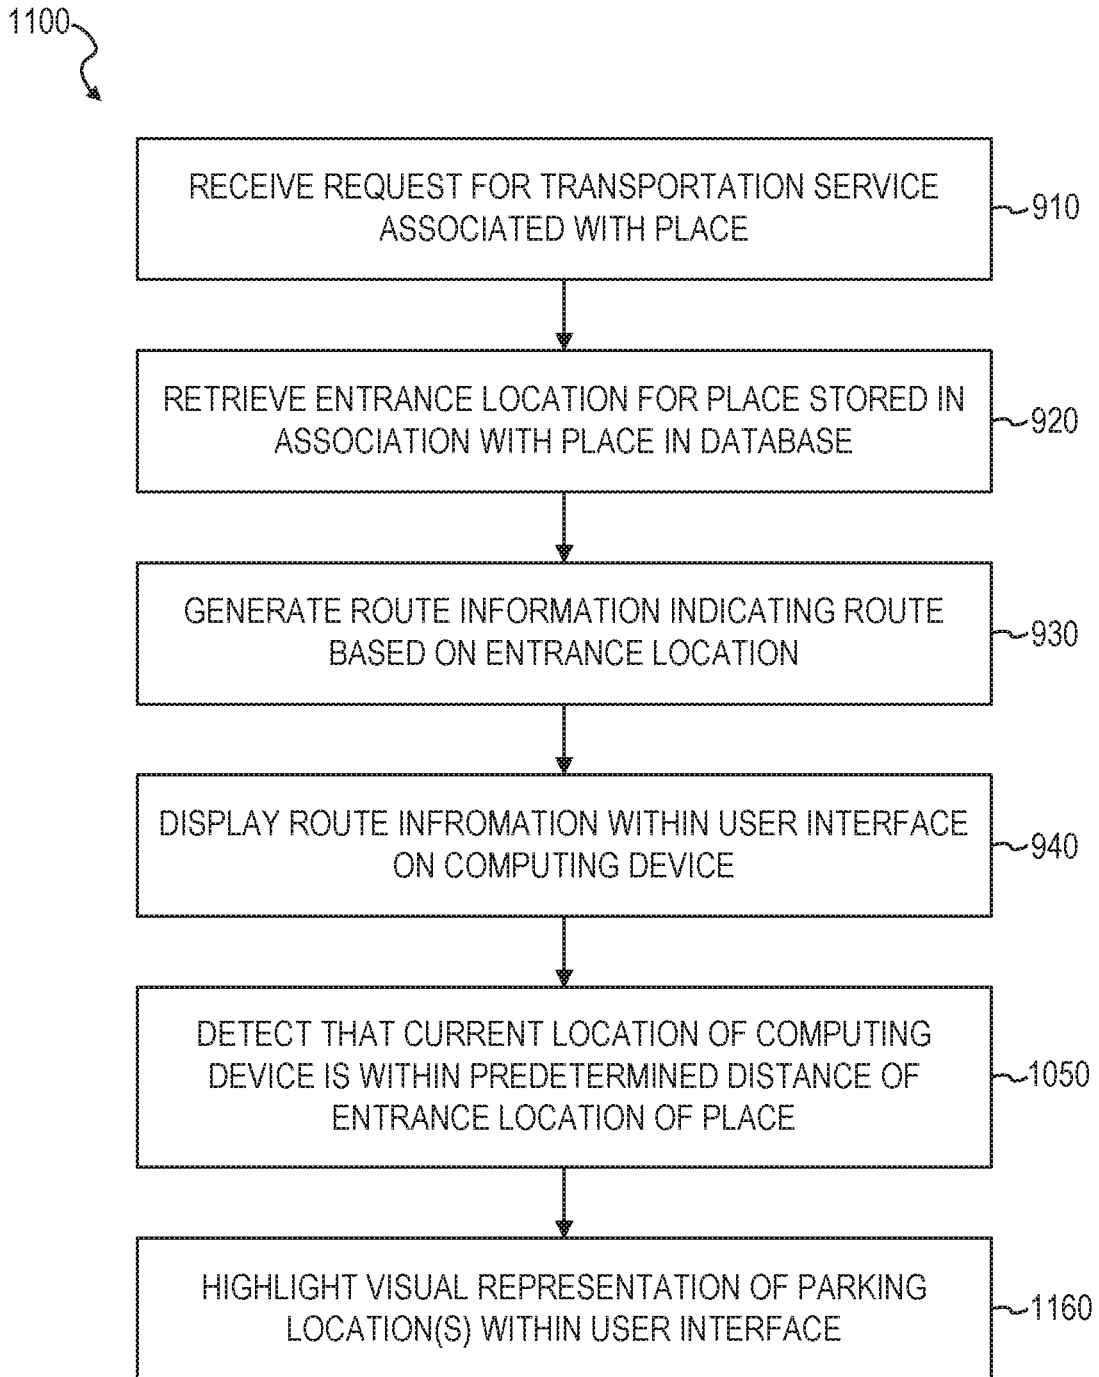 1100
RECEIVE REQUEST FOR TRANSPORTATION SERVICE
ASSOCIATED WITH PLACE
910
RETRIEVE ENTRANCE LOCATION FOR PLACE STORED IN
ASSOCIATION WITH PLACE IN DATABASE
920
GENERATE ROUTE INFORMATION INDICATING ROUTE
BASED ON ENTRANCE LOCATION
930
DISPLAY ROUTE INFROMATION WITHIN USER INTERFACE
ON COMPUTING DEVICE
940
DETECT THAT CURRENT LOCATION OF COMPUTING
DEVICE IS WITHIN PREDETERMINED DISTANCE OF
ENTRANCE LOCATION OF PLACE
1050
HIGHLIGHT VISUAL REPRESENTATION OF PARKING
LOCATION(S) WITHIN USER INTERFACE
1160